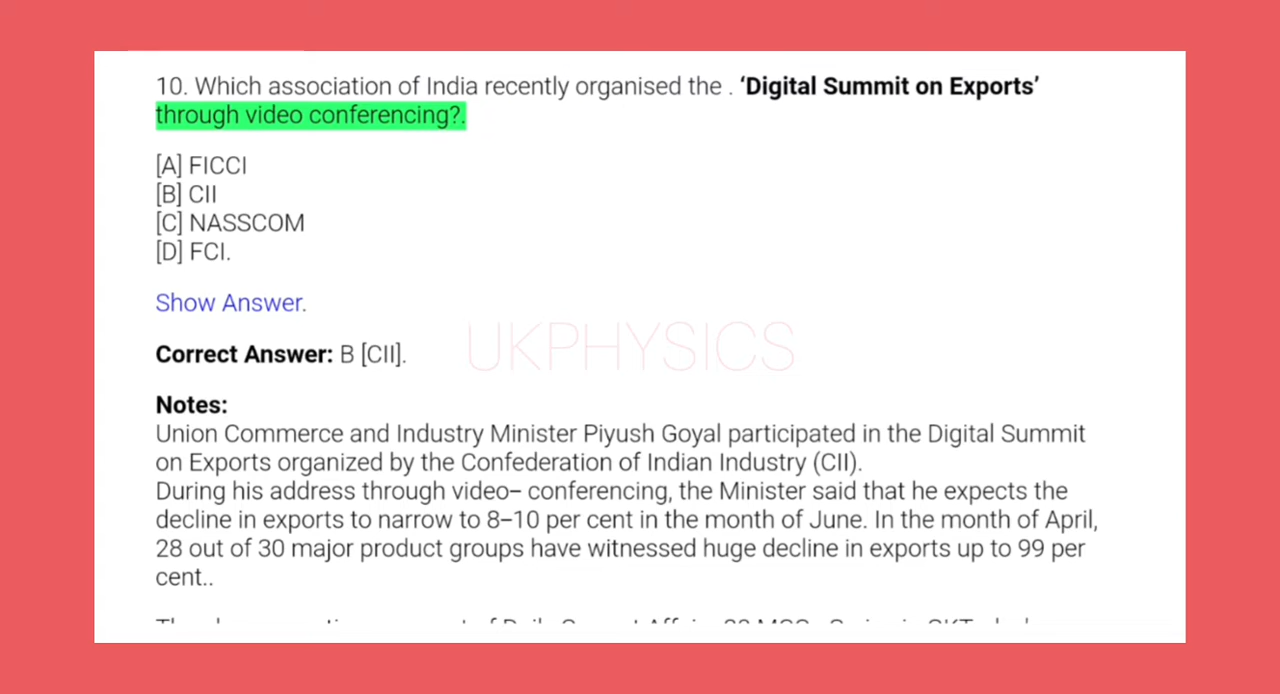 10. Which association of India recently organised the . ‘Digital Summit on Exports’
through video conferencing?.
[A] FICCI
[B] CII
[C] NASSCOM
[D] FCI.
Show Answer.
UKPHYSICS
Correct Answer: B [CII].
Notes:
Union Commerce and Industry Minister Piyush Goyal participated in the Digital Summit
on Exports organized by the Confederation of Indian Industry (CII).
During his address through video– conferencing, the Minister said that he expects the
decline in exports to narrow to 8–10 per cent in the month of June. In the month of April,
28 out of 30 major product groups have witnessed huge decline in exports up to 99 per
cent..